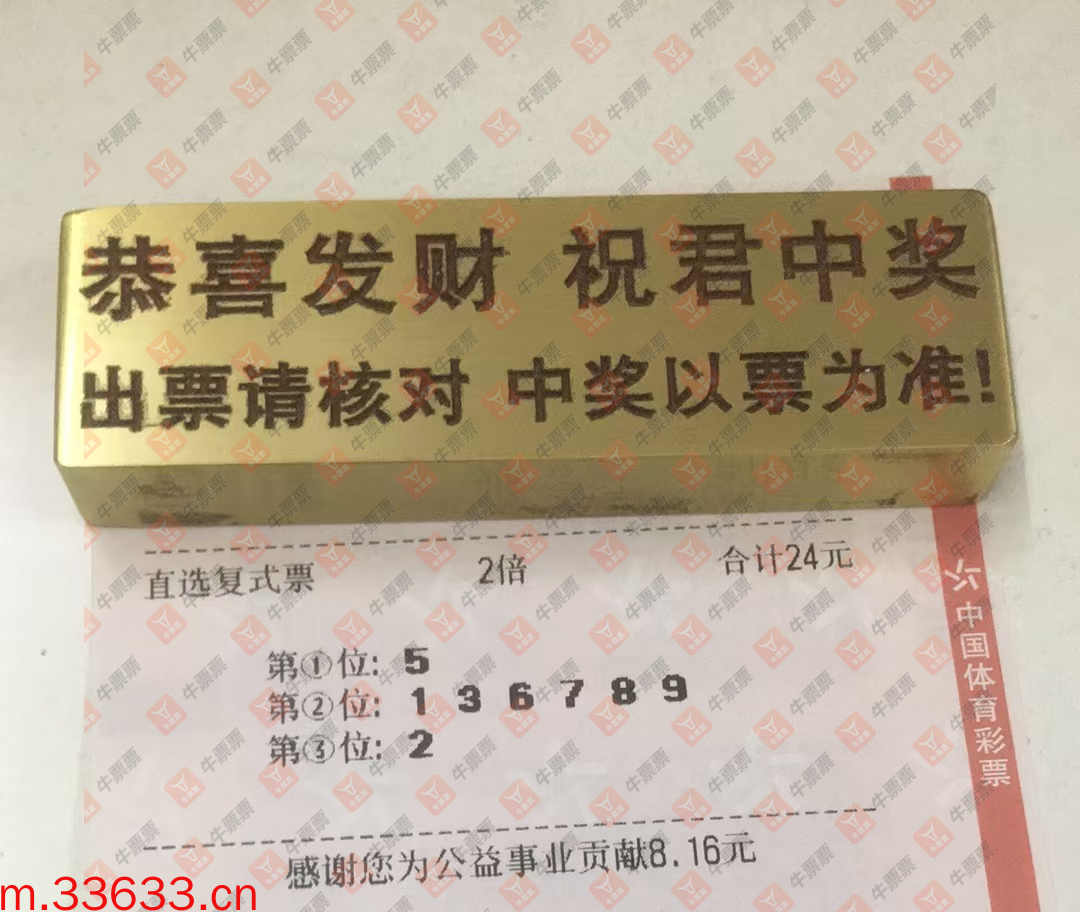 恭喜发财 祝君中奖
出票请核对 中奖以票为准!
直选复式票 2倍 合计24元
第①位: 5
第②位: 1 3 6 7 8 9
第③位: 2
感谢您为公益事业贡献8.16元
中国体育彩票
牛票票
m.33633.cn